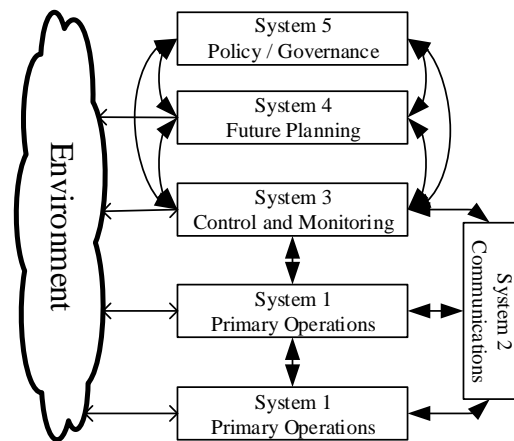 System 5
Policy / Governance
System 4
Future Planning
Environment
System 3
Control and Monitoring
System 2
Communications
System 1
Primary Operations
System 1
Primary Operations